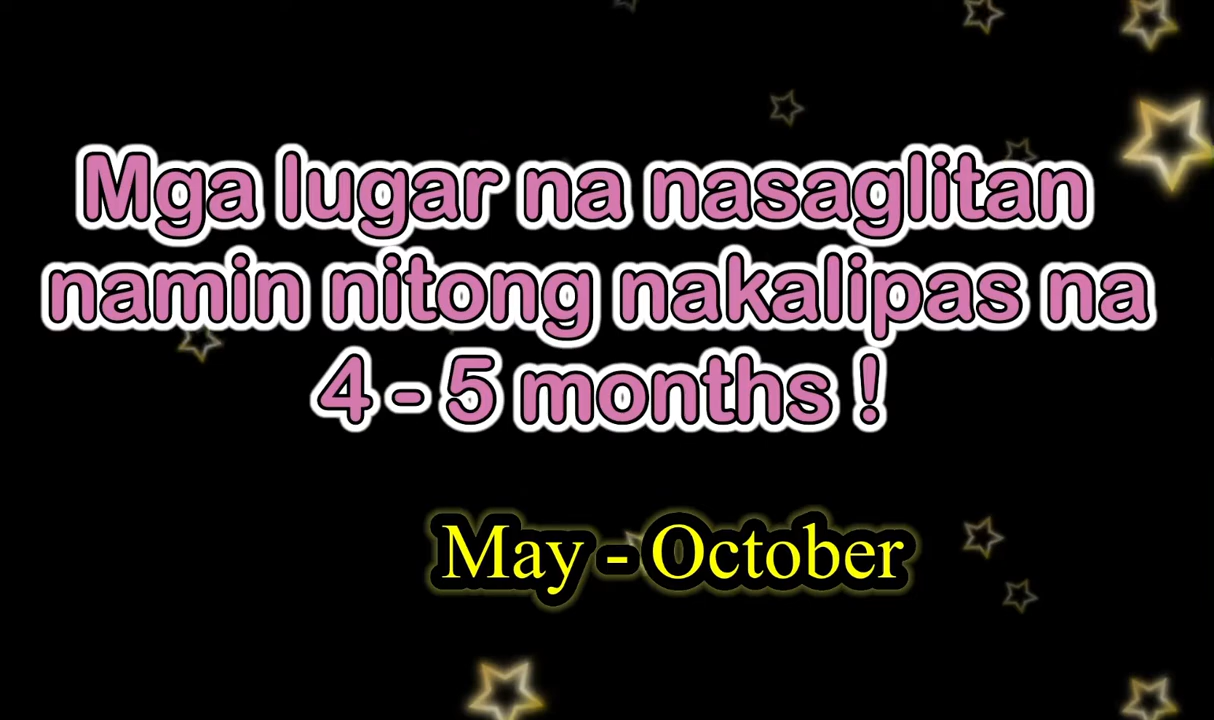 Mga lugar na nasaglitan
namin nitong nakalipas na
4 - 5 months !
May - October